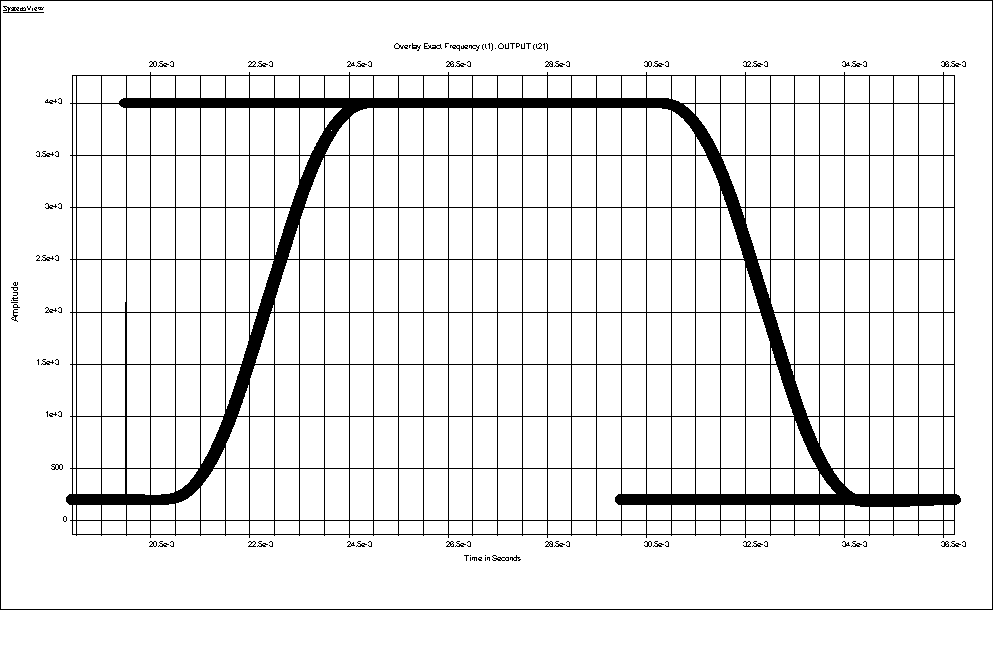 SystemView
Overlay Exact Frequency (t1), OUTPUT (t21)
20.5e-3 22.5e-3 24.5e-3 26.5e-3 28.5e-3 30.5e-3 32.5e-3 34.5e-3 36.5e-3
4e+3
3.5e+3
3e+3
2.5e+3
Amplitude
2e+3
1.5e+3
1e+3
500
0
20.5e-3 22.5e-3 24.5e-3 26.5e-3 28.5e-3 30.5e-3 32.5e-3 34.5e-3 36.5e-3
Time in Seconds